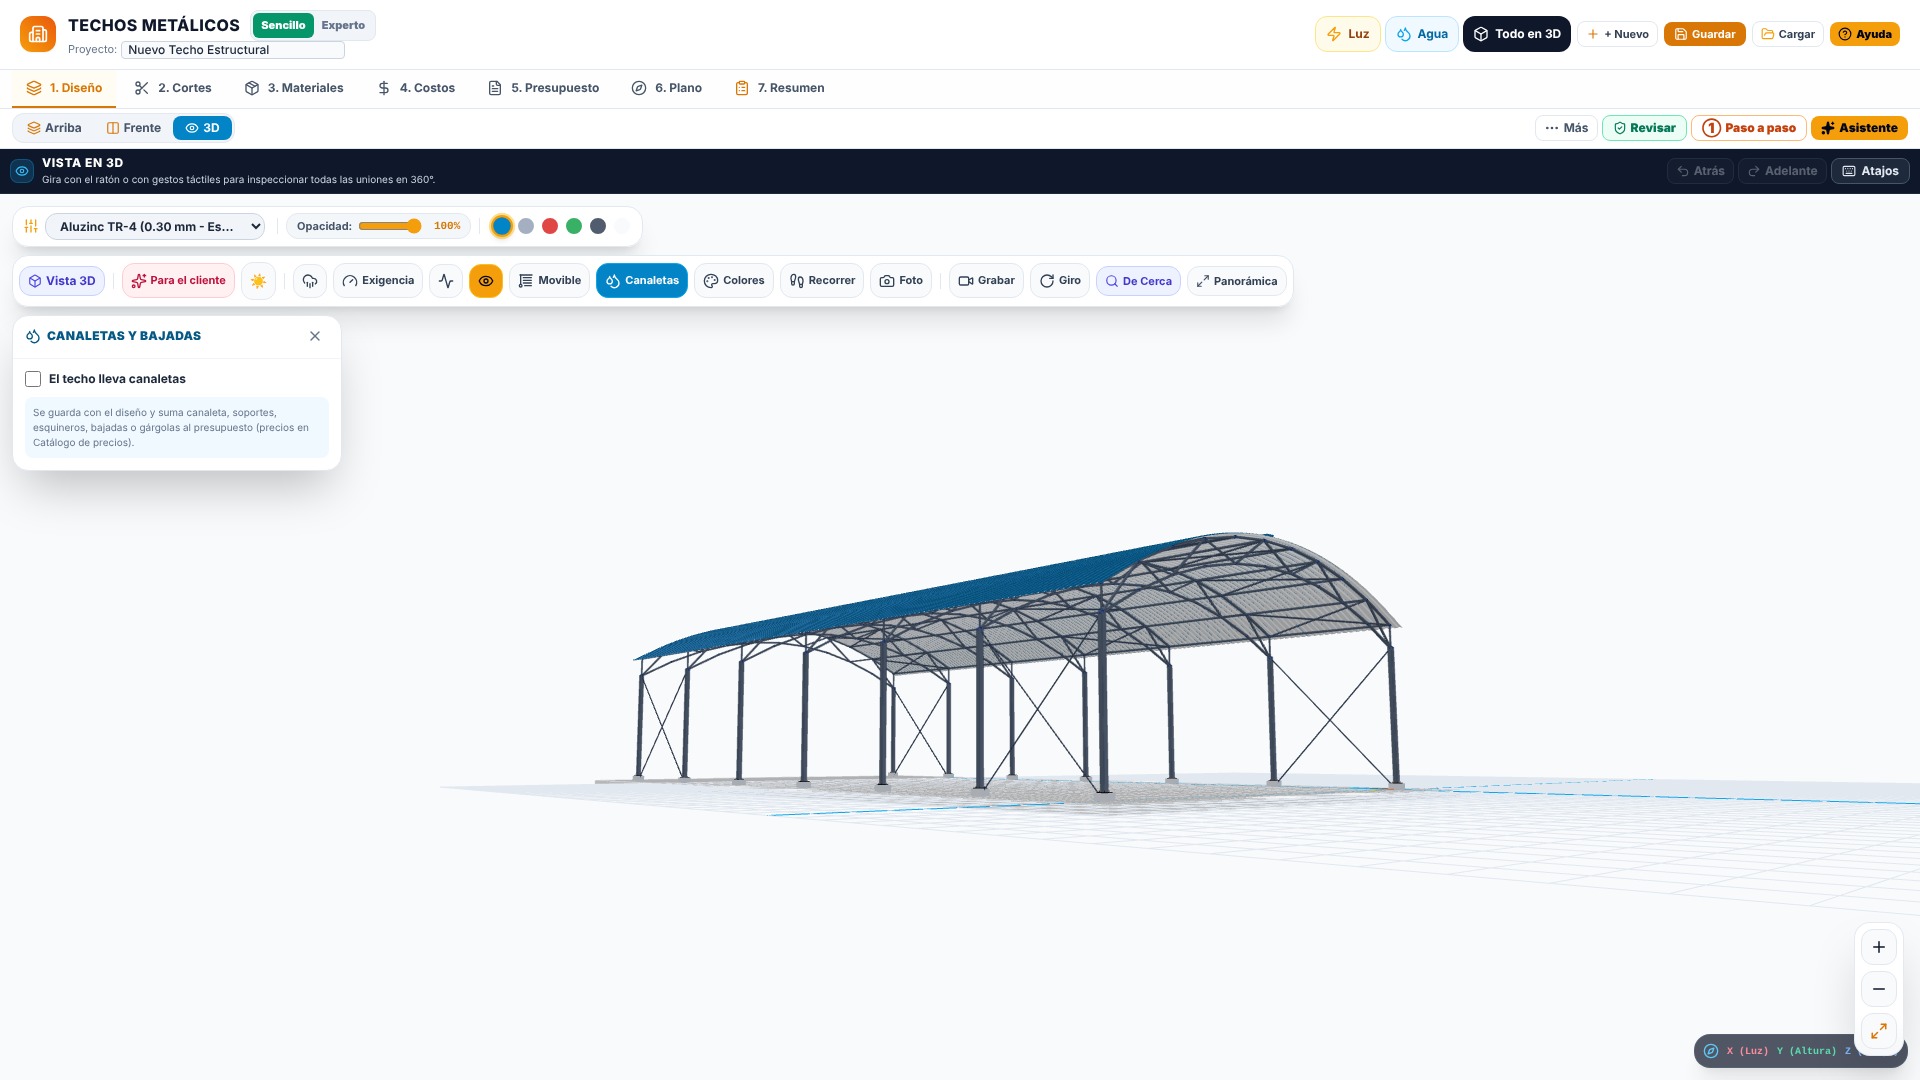 TECHOS METÁLICOS
Sencillo
Experto
Proyecto: Nuevo Techo Estructural
Luz
Agua
Todo en 3D
+ Nuevo
Guardar
Cargar
Ayuda
1. Diseño
2. Cortes
3. Materiales
4. Costos
5. Presupuesto
6. Plano
7. Resumen
Arriba
Frente
3D
Más
Revisar
1 Paso a paso
Asistente
VISTA EN 3D
Gira con el ratón o con gestos táctiles para inspeccionar todas las uniones en 360°.
Atrás
Adelante
Atajos
Aluzinc TR-4 (0.30 mm - Es...
Opacidad:
100%
Vista 3D
Para el cliente
Exigencia
Movible
Canaletas
Colores
Recorrer
Foto
Grabar
Giro
De Cerca
Panorámica
CANALETAS Y BAJADAS
El techo lleva canaletas
Se guarda con el diseño y suma canaleta, soportes,
esquineros, bajadas o gárgolas al presupuesto (precios en
Catálogo de precios).
X (Luz) Y (Altura) Z